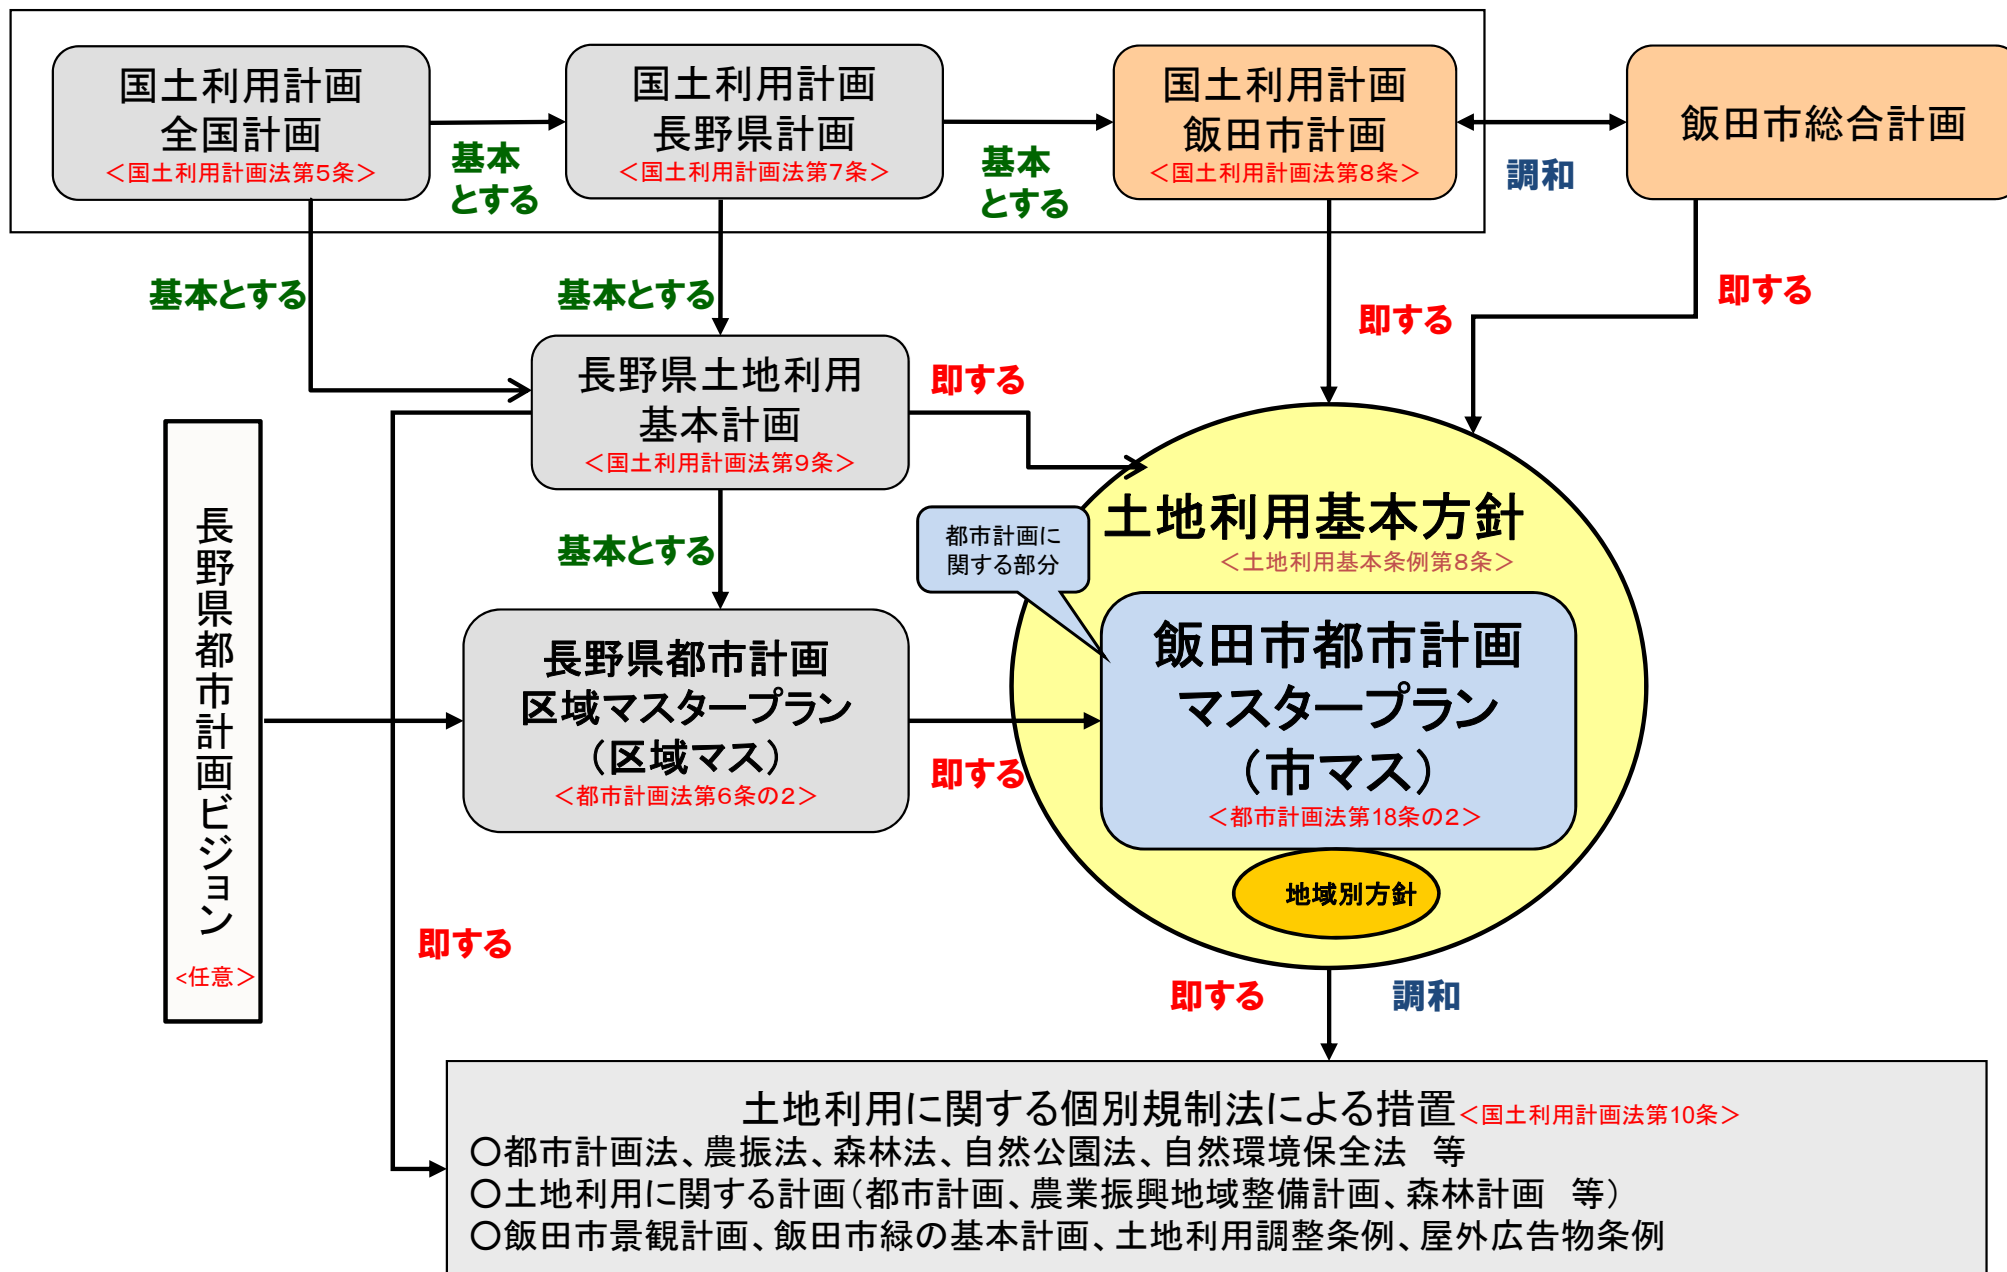 国土利用計画
全国計画
＜国土利用計画法第5条＞
基本
とする
国土利用計画
長野県計画
＜国土利用計画法第7条＞
基本
とする
国土利用計画
飯田市計画
＜国土利用計画法第8条＞
調和
飯田市総合計画
基本とする
基本とする
即する
即する
長野県土地利用
基本計画
＜国土利用計画法第9条＞
即する
長野県都市計画ビジョン
<任意＞
基本とする
都市計画に
関する部分
土地利用基本方針
＜土地利用基本条例第8条＞
長野県都市計画
区域マスタープラン
（区域マス）
＜都市計画法第6条の2＞
即する
飯田市都市計画
マスタープラン
（市マス）
＜都市計画法第18条の2＞
地域別方針
即する
即する
調和
土地利用に関する個別規制法による措置＜国土利用計画法第10条＞
○都市計画法、農振法、森林法、自然公園法、自然環境保全法　等
○土地利用に関する計画（都市計画、農業振興地域整備計画、森林計画　等）
○飯田市景観計画、飯田市緑の基本計画、土地利用調整条例、屋外広告物条例